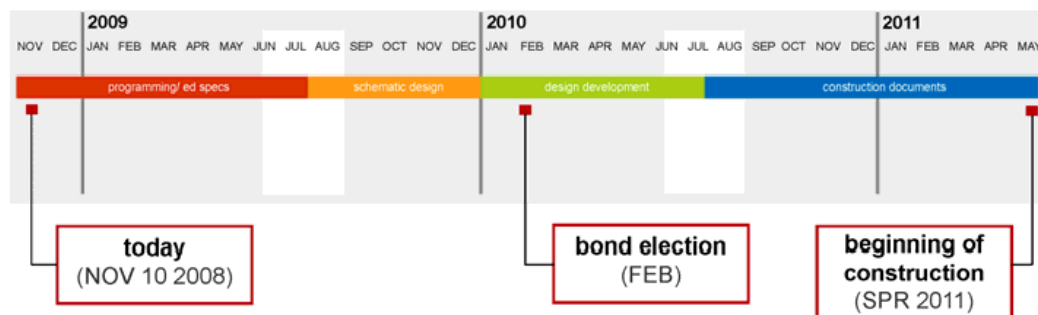 2009 2010 2011
NOV DEC JAN FEB MAR APR MAY JUN JUL AUG SEP OCT NOV DEC JAN FEB MAR APR MAY JUN JUL AUG SEP OCT NOV DEC JAN FEB MAR APR MAY
programming/ ed specs schematic design design development construction documents
today
(NOV 10 2008)
bond election
(FEB)
beginning of
construction
(SPR 2011)